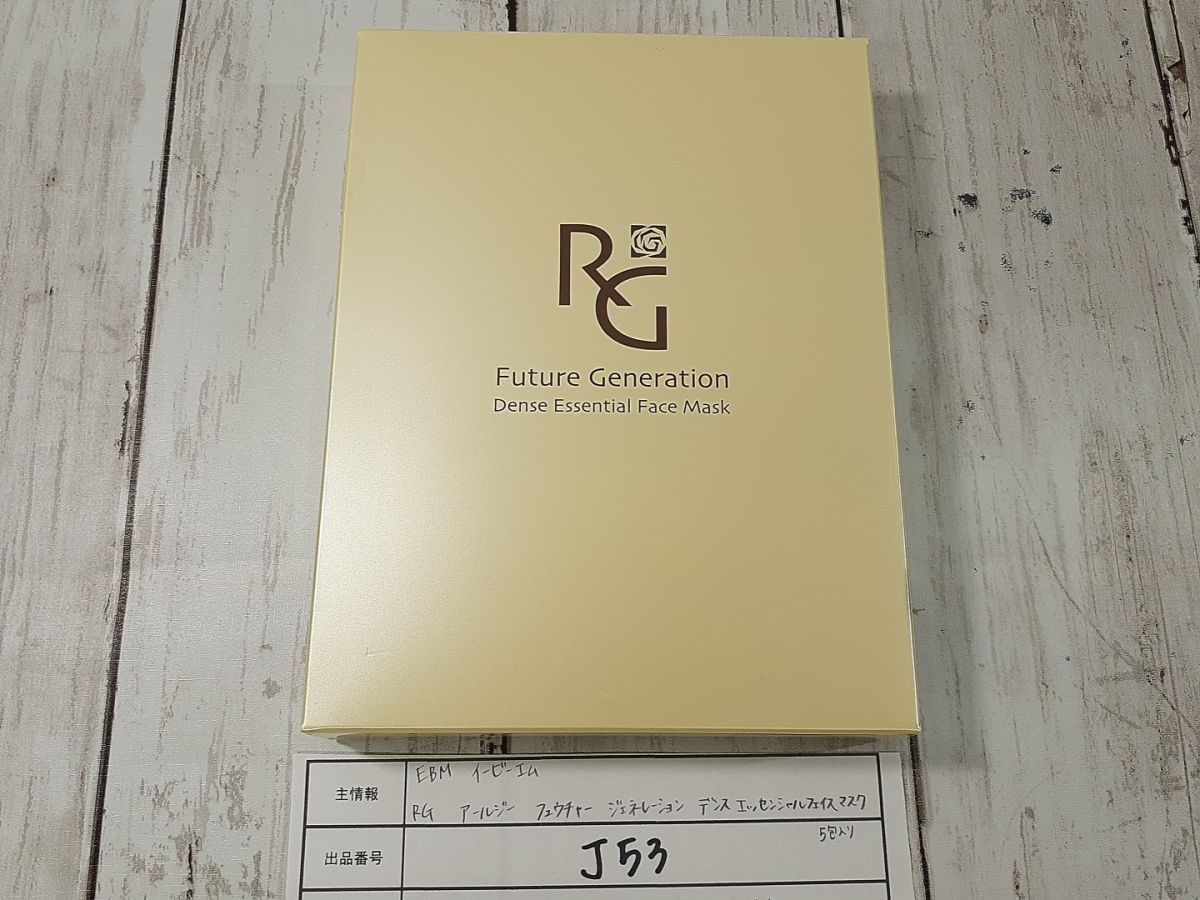 RG
G
Future Generation
Dense Essential Face Mask
主情報
EBM イービーエム
RG アールジー フュウチャー ジェネレーション デンス エッセンシャルフェイスマスク
5包入り
出品番号
J53